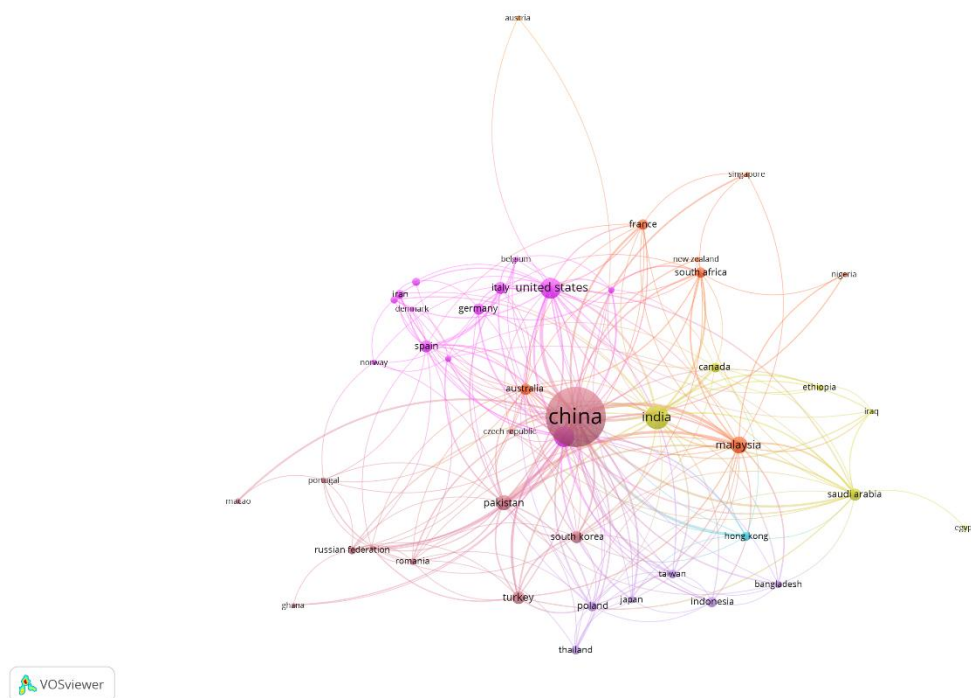 austria
singapore
france
belgium
new zealand
south africa
nigeria
iran
italy
united states
denmark
germany
spain
norway
canada
australia
ethiopia
china
india
iraq
czech republic
malaysia
portugal
saudi arabia
macao
pakistan
egypt
south korea
hong kong
russian federation
romania
taiwan
bangladesh
ghana
turkey
poland
japan
indonesia
thailand
VOSviewer